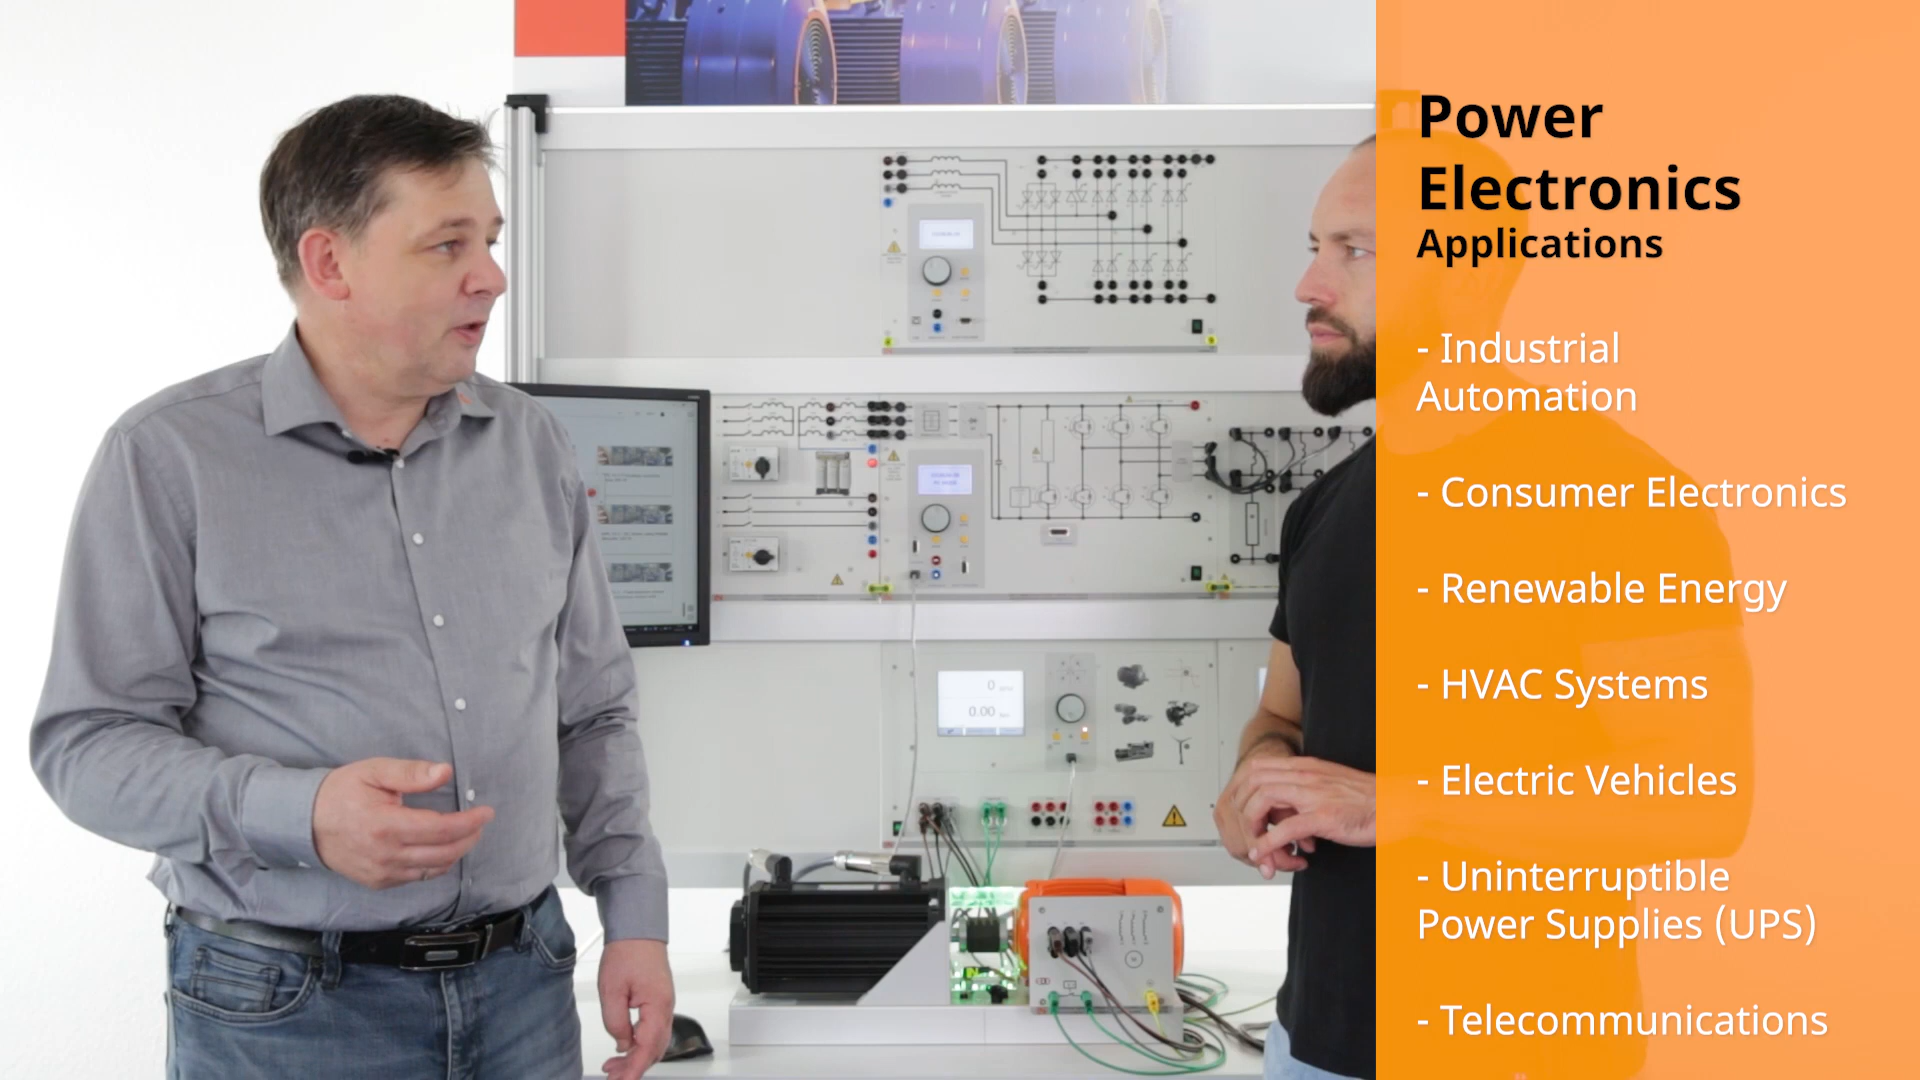 Power
Electronics
Applications
- Industrial
Automation
- Consumer Electronics
- Renewable Energy
- HVAC Systems
- Electric Vehicles
- Uninterruptible
Power Supplies (UPS)
- Telecommunications
0
0.00